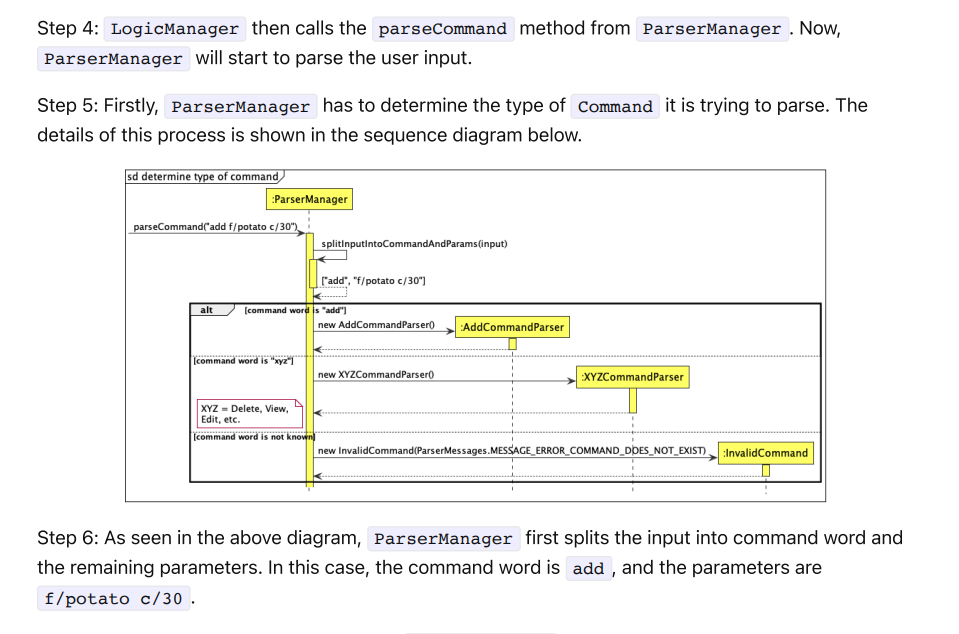 Step 4: LogicManager then calls the parseCommand method from ParserManager . Now,
ParserManager will start to parse the user input.
Step 5: Firstly, ParserManager has to determine the type of Command it is trying to parse. The
details of this process is shown in the sequence diagram below.
sd determine type of command
:ParserManager
parseCommand("add f/potato c/30")
splitInputIntoCommandAndParams(input)
["add", "f/potato c/30"]
alt [command word is "add"]
new AddCommandParser()
:AddCommandParser
[command word is "xyz"]
new XYZCommandParser()
:XYZCommandParser
XYZ = Delete, View,
Edit, etc.
[command word is not known]
new InvalidCommand(ParserMessages.MESSAGE_ERROR_COMMAND_DOES_NOT_EXIST)
:InvalidCommand
Step 6: As seen in the above diagram, ParserManager first splits the input into command word and
the remaining parameters. In this case, the command word is add , and the parameters are
f/potato c/30 .